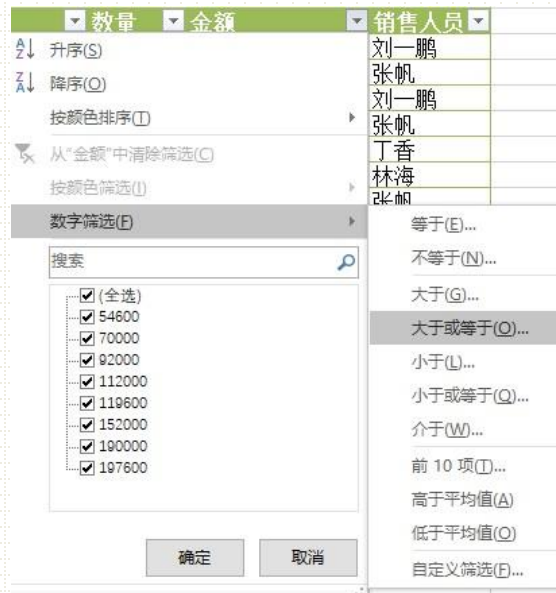 数量 金额 销售人员
刘一鹏
张帆
刘一鹏
张帆
丁香
林海
张帆
升序(S)
降序(O)
按颜色排序(T)
从"金额"中清除筛选(C)
按颜色筛选(I)
数字筛选(F)
搜索
(全选)
54600
70000
92000
112000
119600
152000
190000
197600
确定 取消
等于(E)...
不等于(N)...
大于(G)...
大于或等于(O)...
小于(L)...
小于或等于(Q)...
介于(W)...
前 10 项(T)...
高于平均值(A)
低于平均值(O)
自定义筛选(F)...